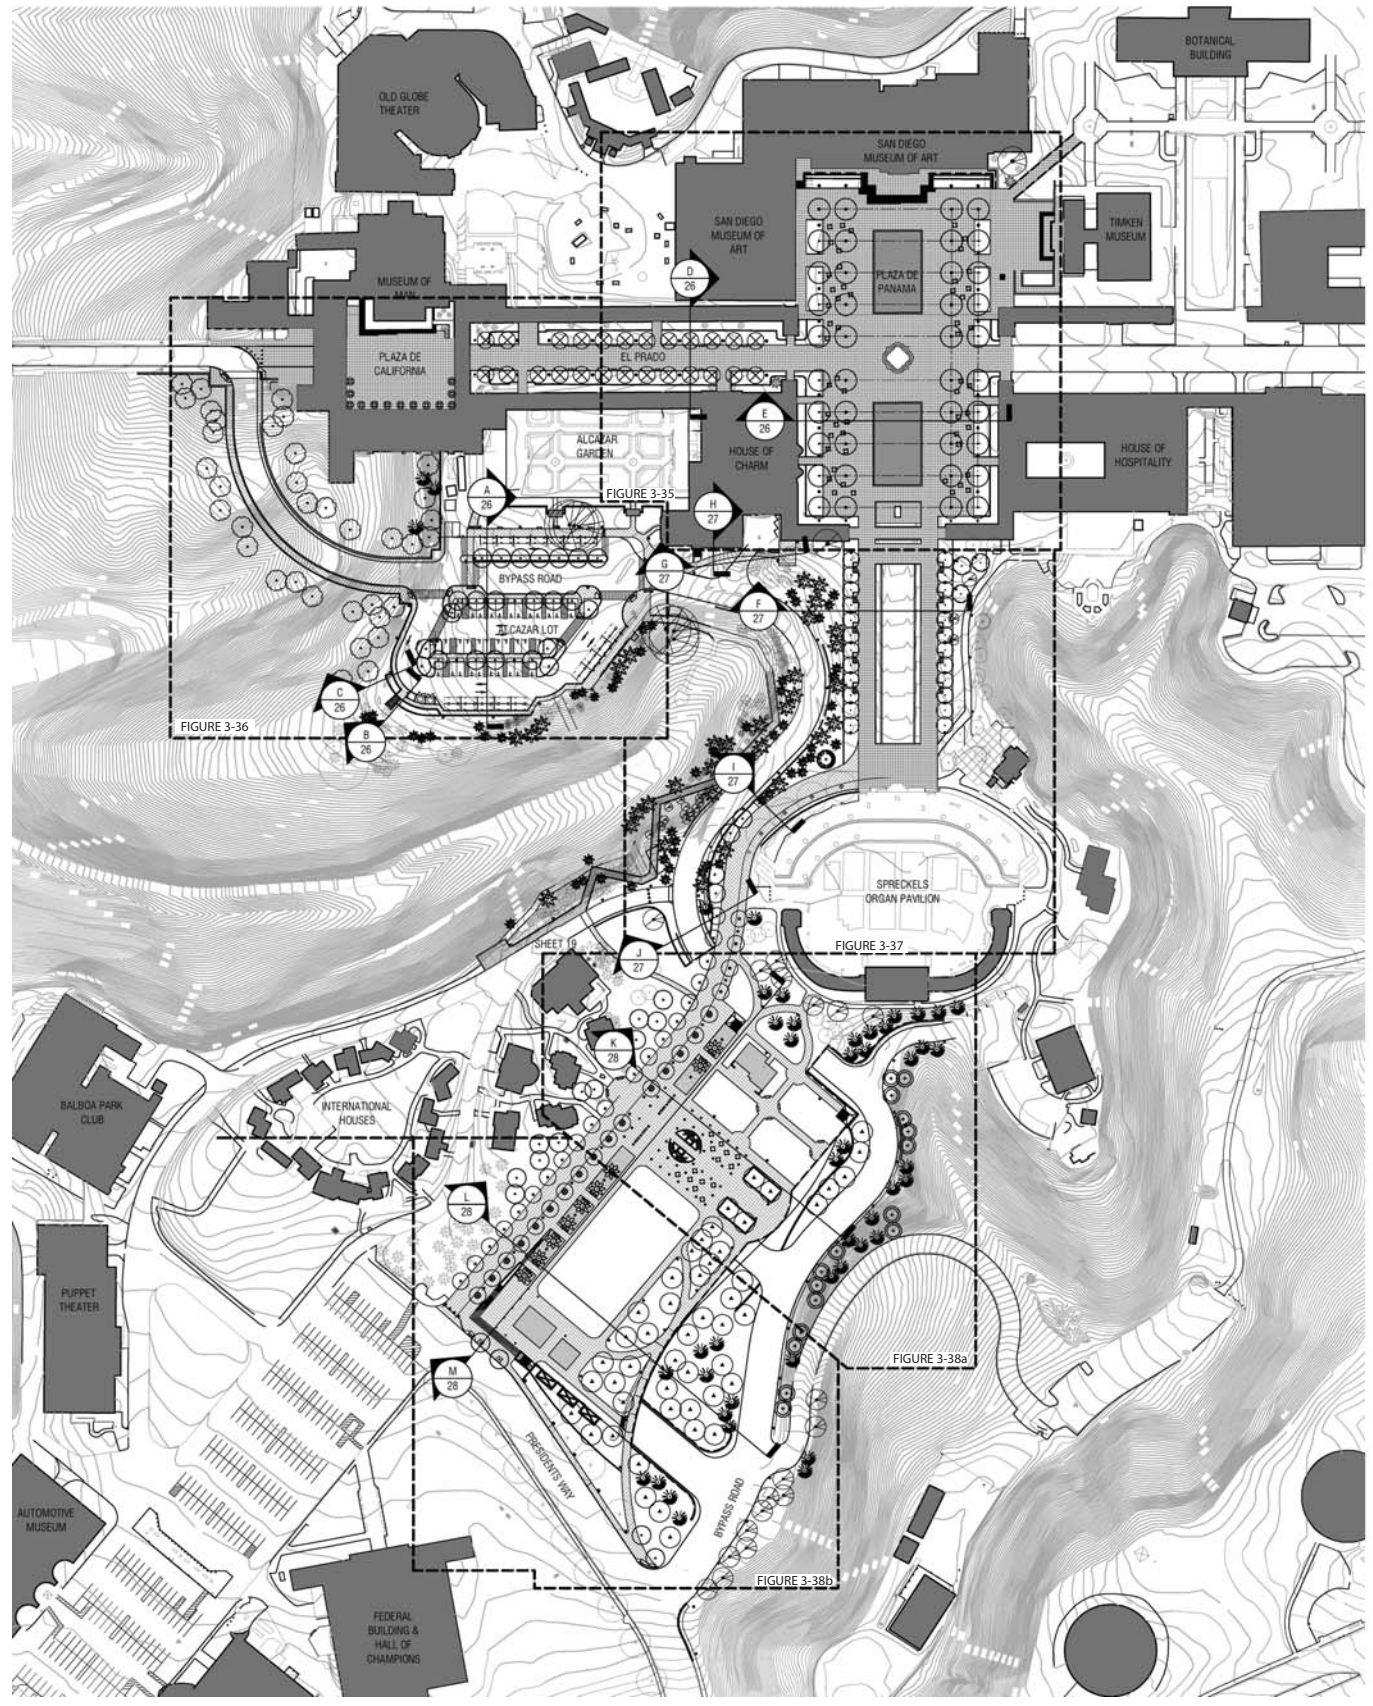 BOTANICAL
BUILDING
OLD GLOBE
THEATER
SAN DIEGO
MUSEUM OF ART
SAN DIEGO
MUSEUM OF
ART
TIMKEN
MUSEUM
D
26
PLAZA DE
PANAMA
MUSEUM OF
MAN
PLAZA DE
CALIFORNIA
EL PRADO
E
26
ALCAZAR
GARDEN
HOUSE OF
CHARM
HOUSE OF
HOSPITALITY
A
26
FIGURE 3-35
H
27
BYPASS ROAD
G
27
F
27
ALCAZAR LOT
C
26
FIGURE 3-36
B
26
I
27
SPRECKELS
ORGAN PAVILION
SHEET 19
FIGURE 3-37
J
27
K
28
BALBOA PARK
CLUB
INTERNATIONAL
HOUSES
L
28
PUPPET
THEATER
FIGURE 3-38a
M
28
PRESIDENTS WAY
BYPASS ROAD
AUTOMOTIVE
MUSEUM
FIGURE 3-38b
FEDERAL
BUILDING &
HALL OF
CHAMPIONS